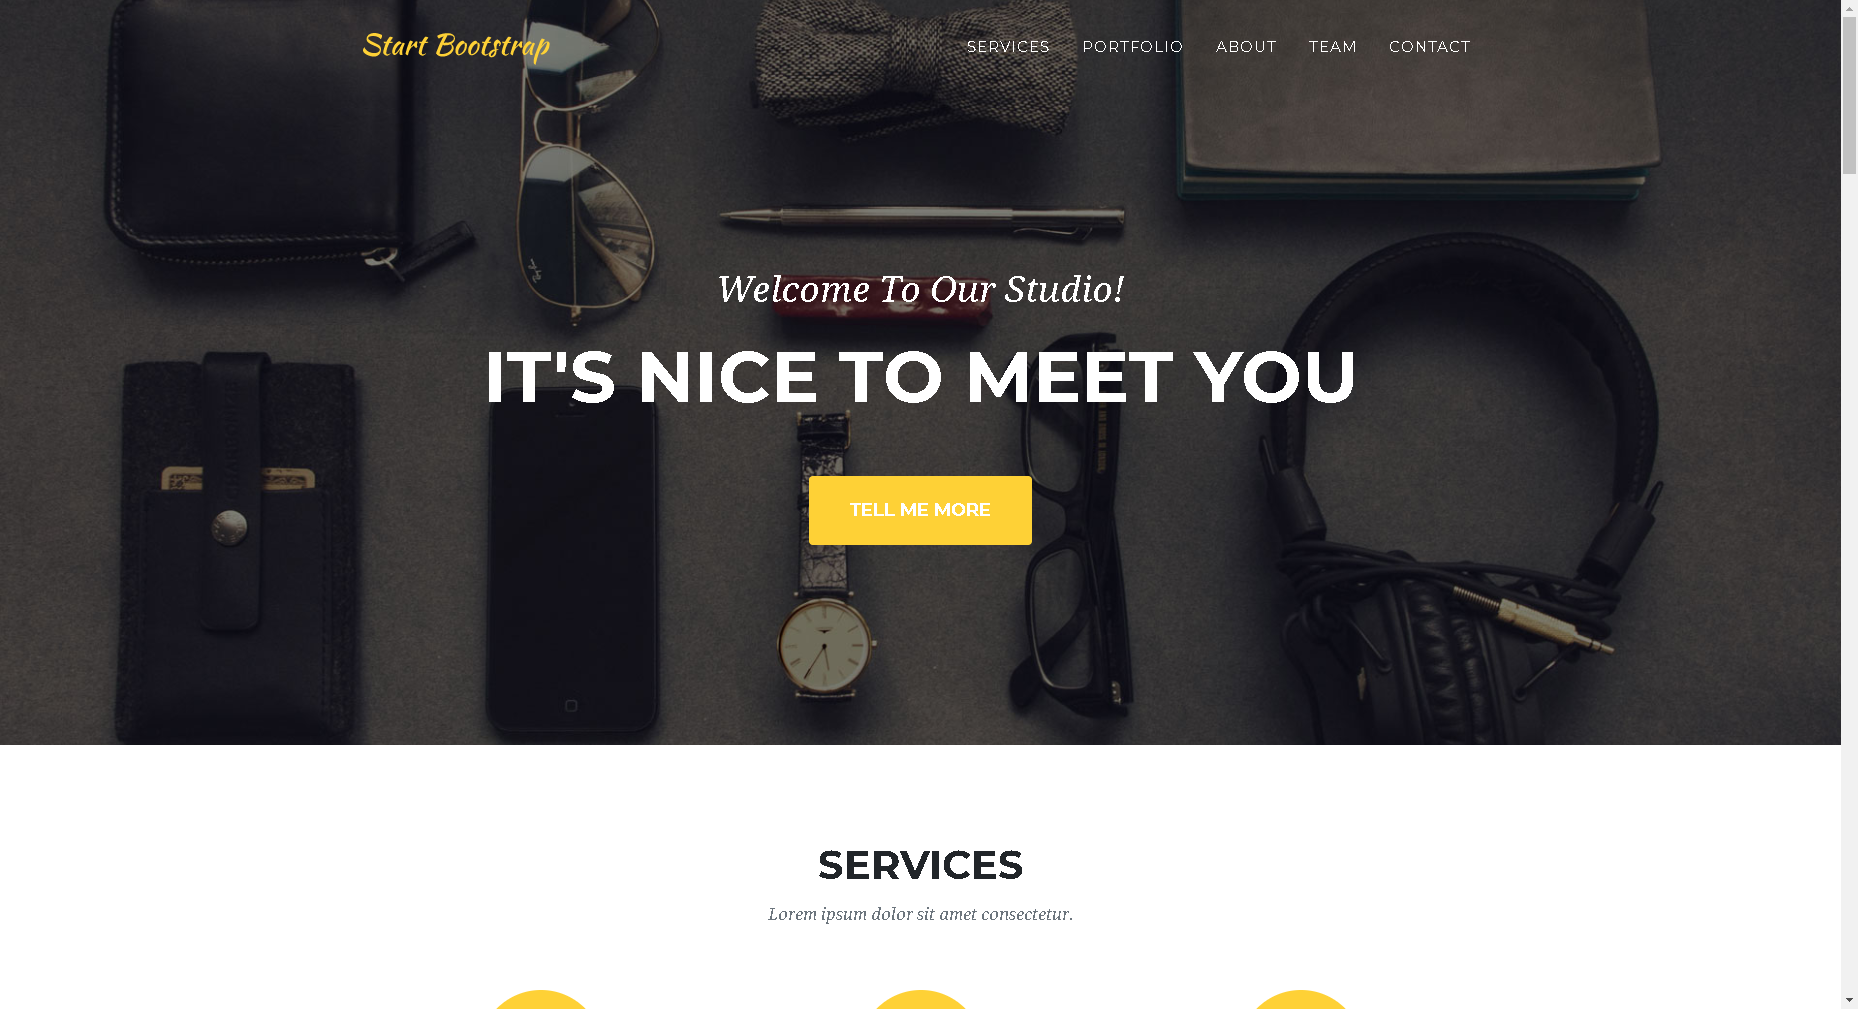 Start Bootstrap
SERVICES PORTFOLIO ABOUT TEAM CONTACT
Welcome To Our Studio!
IT'S NICE TO MEET YOU
TELL ME MORE
SERVICES
Lorem ipsum dolor sit amet consectetur.